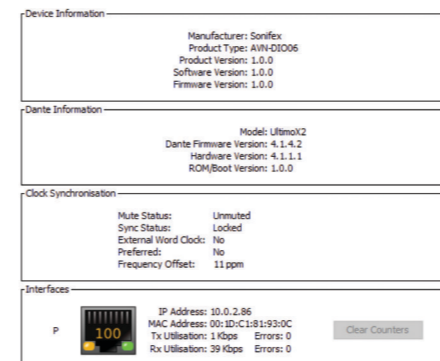 Device Information
Manufacturer: Sonifex
Product Type: AVN-DIO06
Product Version: 1.0.0
Software Version: 1.0.0
Firmware Version: 1.0.0
Dante Information
Model: UltimoX2
Dante Firmware Version: 4.1.4.2
Hardware Version: 4.1.1.1
ROM/Boot Version: 1.0.0
Clock Synchronisation
Mute Status: Unmuted
Sync Status: Locked
External Word Clock: No
Preferred: No
Frequency Offset: 11 ppm
Interfaces
IP Address: 10.0.2.86
P 100 MAC Address: 00:1D:C1:81:93:0C Clear Counters
Tx Utilisation: 1 Kbps Errors: 0
Rx Utilisation: 39 Kbps Errors: 0